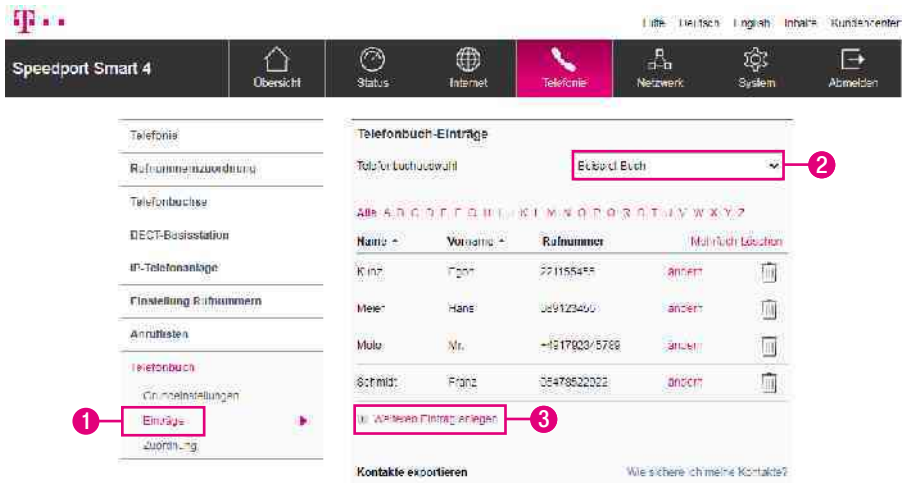 T
Hilfe Deutsch English Inhalte Kundencenter
Speedport Smart 4
Übersicht Status Internet Telefonie Netzwerk System Abmelden
Telefonie
Rufnummernzuordnung
Telefonbuchse
DECT-Basisstation
IP-Telefonanlage
Einstellung Rufnummern
Anruflisten
Telefonbuch
Grundeinstellungen
1 Einträge
Zuordnung
Telefonbuch-Einträge
Telefonbuchauswahl Beispiel Buch 2
Alle A B C D E F G H I J K L M N O P Q R S T U V W X Y Z
Name Vorname Rufnummer Mehrfach Löschen
Kunz Egon ändern
Meier Hans ändern
Mr. ändern
Schmidt Franz ändern
Weiteren Eintrag anlegen 3
Kontakte exportieren Wie sichere ich meine Kontakte?